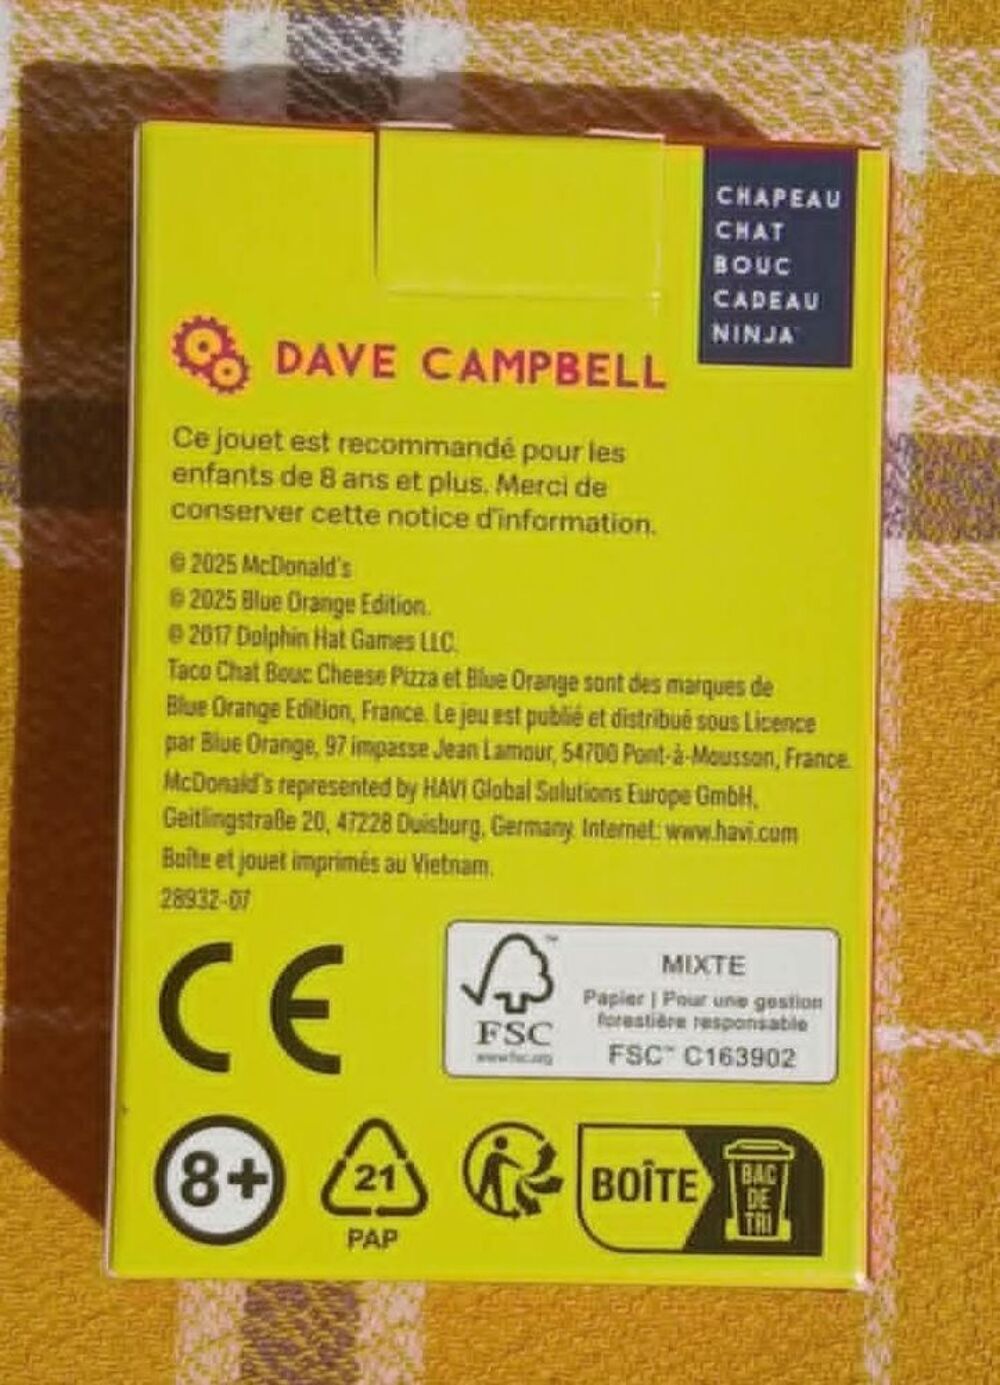 CHAPEAU
CHAT
BOUC
CADEAU
NINJA
DAVE CAMPBELL
Ce jouet est recommandé pour les
enfants de 8 ans et plus. Merci de
conserver cette notice d'information.
© 2025 McDonald's
© 2025 Blue Orange Edition.
© 2017 Dolphin Hat Games LLC.
Taco Chat Bouc Cheese Pizza et Blue Orange sont des marques de
Blue Orange Edition, France. Le jeu est publié et distribué sous Licence
par Blue Orange, 97 impasse Jean Lamour, 54700 Pont-à-Mousson, France.
McDonald's represented by HAVI Global Solutions Europe GmbH,
Geitlingstraße 20, 47228 Duisburg, Germany. Internet: www.havi.com
Boîte et jouet imprimés au Vietnam.
28932-07
CE
FSC™
www.fsc.org
MIXTE
Papier | Pour une gestion
forestière responsable
FSC™ C163902
8+
21
PAP
BOÎTE
BAC
DE
TRI